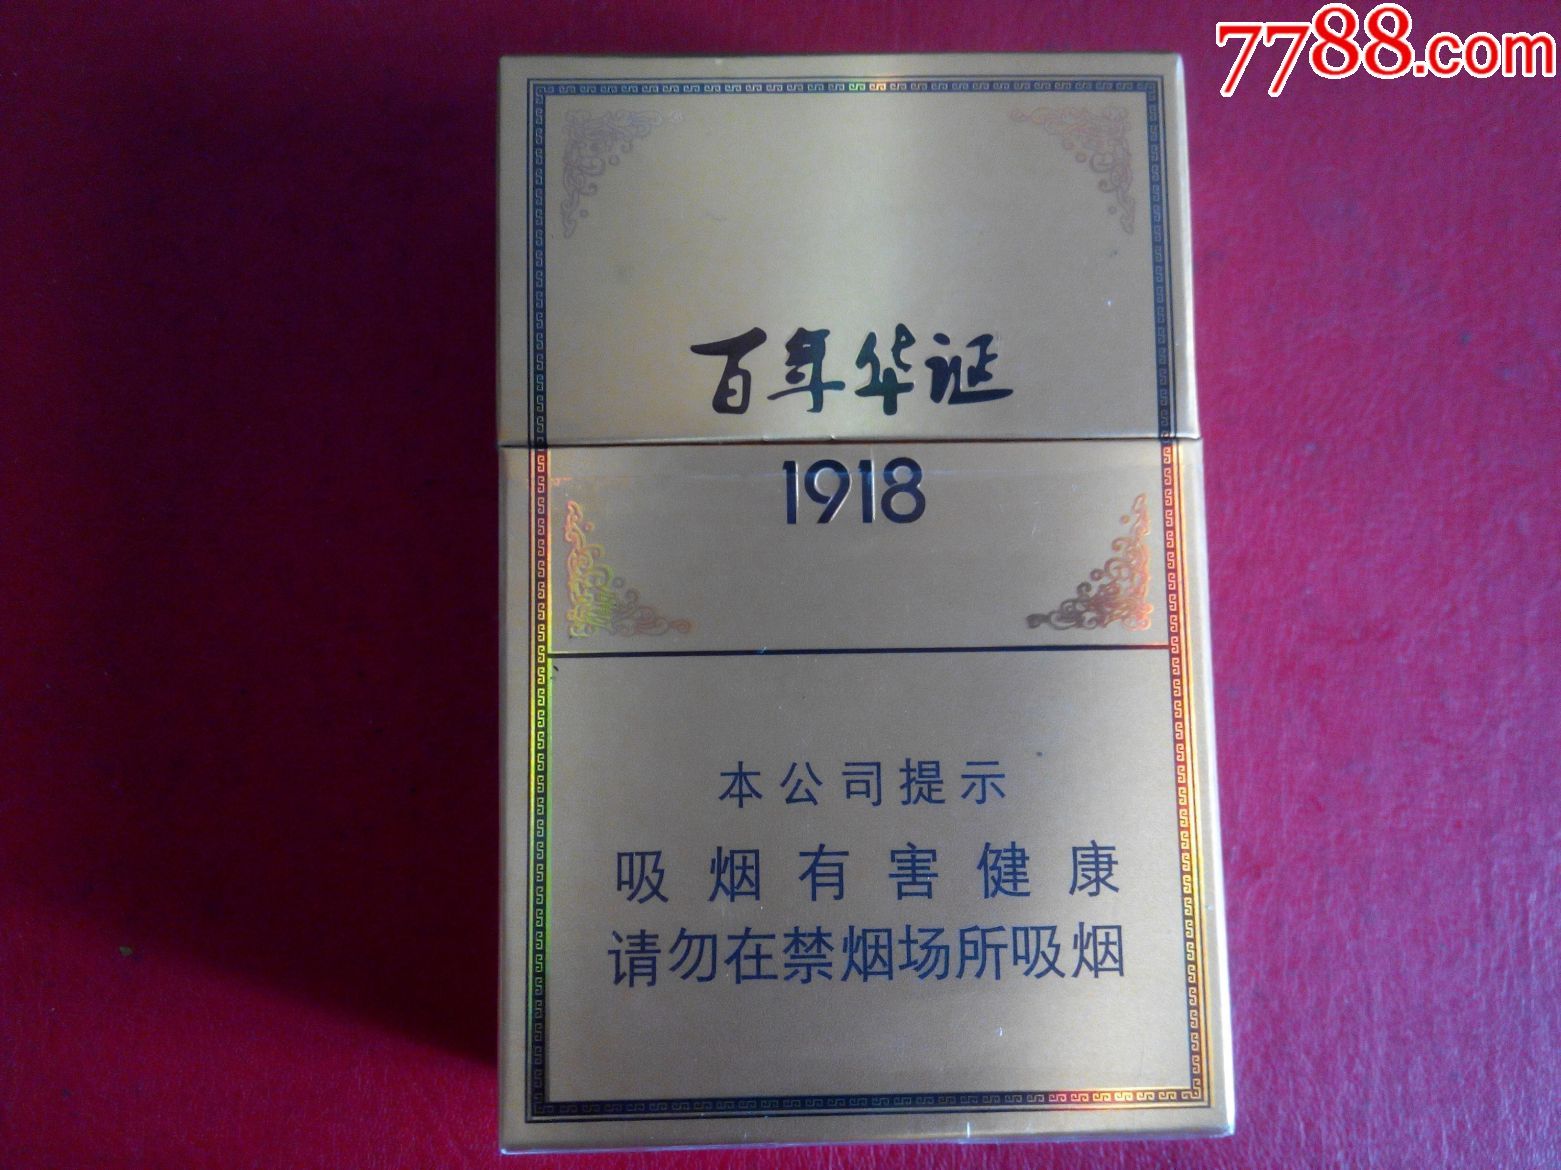 7788.com
百年华诞
1918
本公司提示
吸烟有害健康
请勿在禁烟场所吸烟